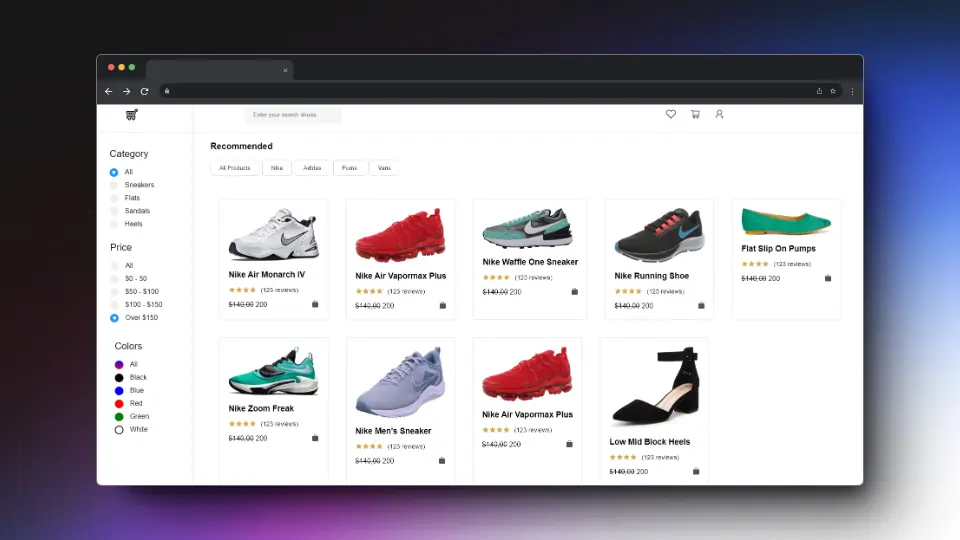 Enter your search shoes.
Recommended
All Products
Nike
Adidas
Puma
Vans
Category
All
Sneakers
Flats
Sandals
Heels
Price
All
$0 - 50
$50 - $100
$100 - $150
Over $150
Colors
All
Black
Blue
Red
Green
White
Nike Air Monarch IV
(123 reviews)
$140,00 200
Nike Air Vapormax Plus
(123 reviews)
$140,00 200
Nike Waffle One Sneaker
(123 reviews)
$140,00 200
Nike Running Shoe
(123 reviews)
$140,00 200
Flat Slip On Pumps
(123 reviews)
$140,00 200
Nike Zoom Freak
(123 reviews)
$140,00 200
Nike Men's Sneaker
(123 reviews)
$140,00 200
Nike Air Vapormax Plus
(123 reviews)
$140,00 200
Low Mid Block Heels
(123 reviews)
$140,00 200